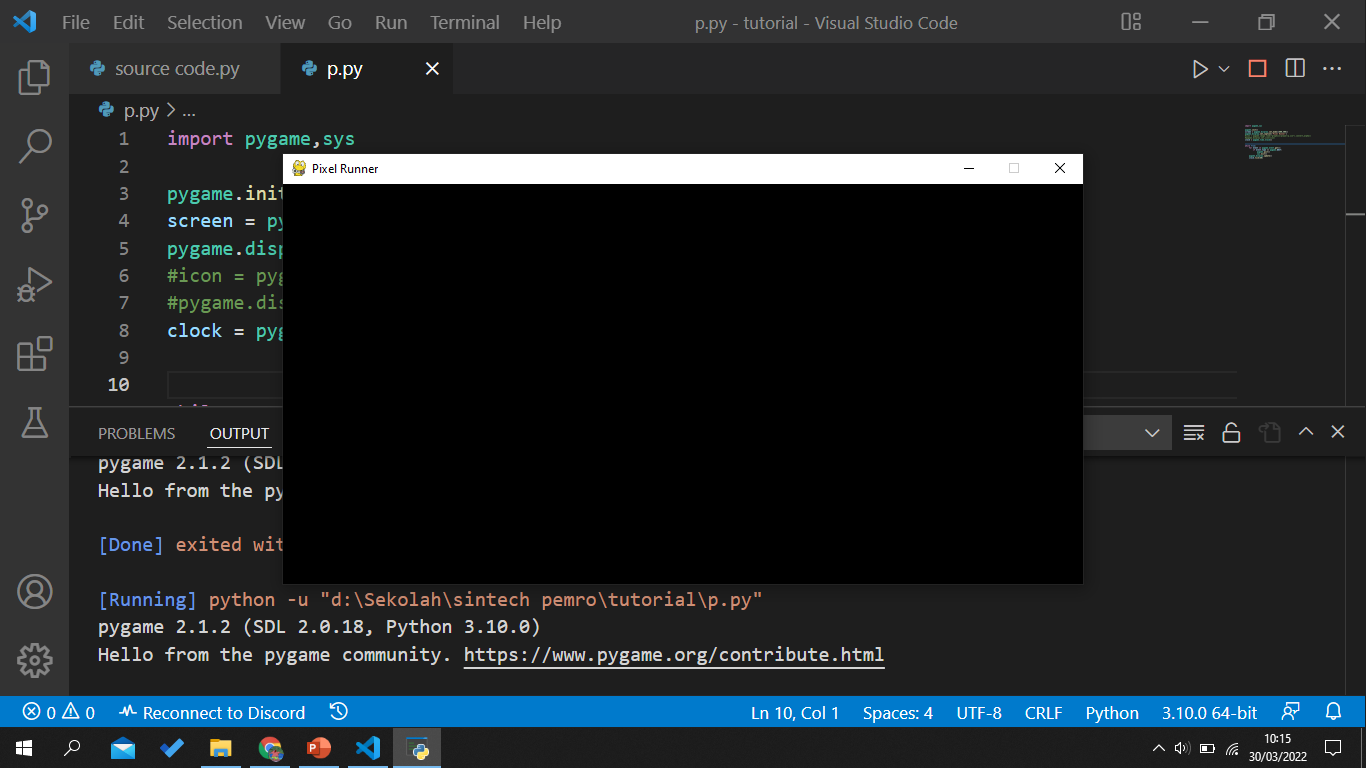 File Edit Selection View Go Run Terminal Help p.py - tutorial - Visual Studio Code
source code.py p.py
p.py > ...
1 import pygame,sys
2
3 pygame.init
4 screen = py
5 pygame.disp
6 #icon = pyg
7 #pygame.dis
8 clock = pyg
9
10
Pixel Runner
PROBLEMS OUTPUT
pygame 2.1.2 (SDL
Hello from the py
[Done] exited wit
[Running] python -u "d:\Sekolah\sintech pemro\tutorial\p.py"
pygame 2.1.2 (SDL 2.0.18, Python 3.10.0)
Hello from the pygame community. https://www.pygame.org/contribute.html
0 0 Reconnect to Discord Ln 10, Col 1 Spaces: 4 UTF-8 CRLF Python 3.10.0 64-bit
10:15
30/03/2022